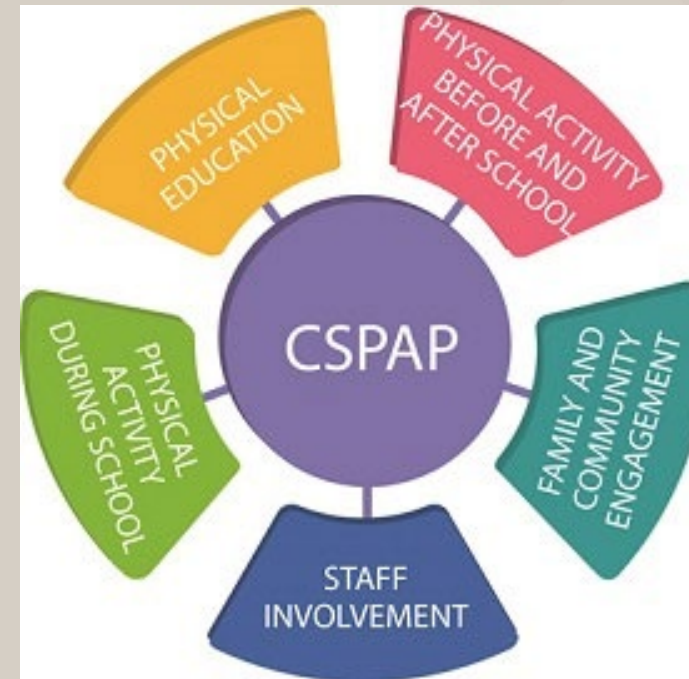 PHYSICAL
EDUCATION
PHYSICAL ACTIVITY
BEFORE AND
AFTER SCHOOL
CSPAP
PHYSICAL
ACTIVITY
DURING SCHOOL
FAMILY AND
COMMUNITY
ENGAGEMENT
STAFF
INVOLVEMENT